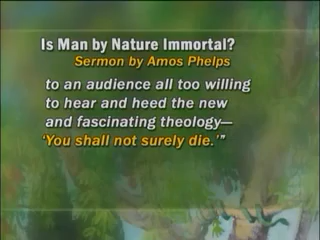 Is Man by Nature Immortal?
Sermon by Amos Phelps
to an audience all too willing
to hear and heed the new
and fascinating theology—
‘You shall not surely die.’”